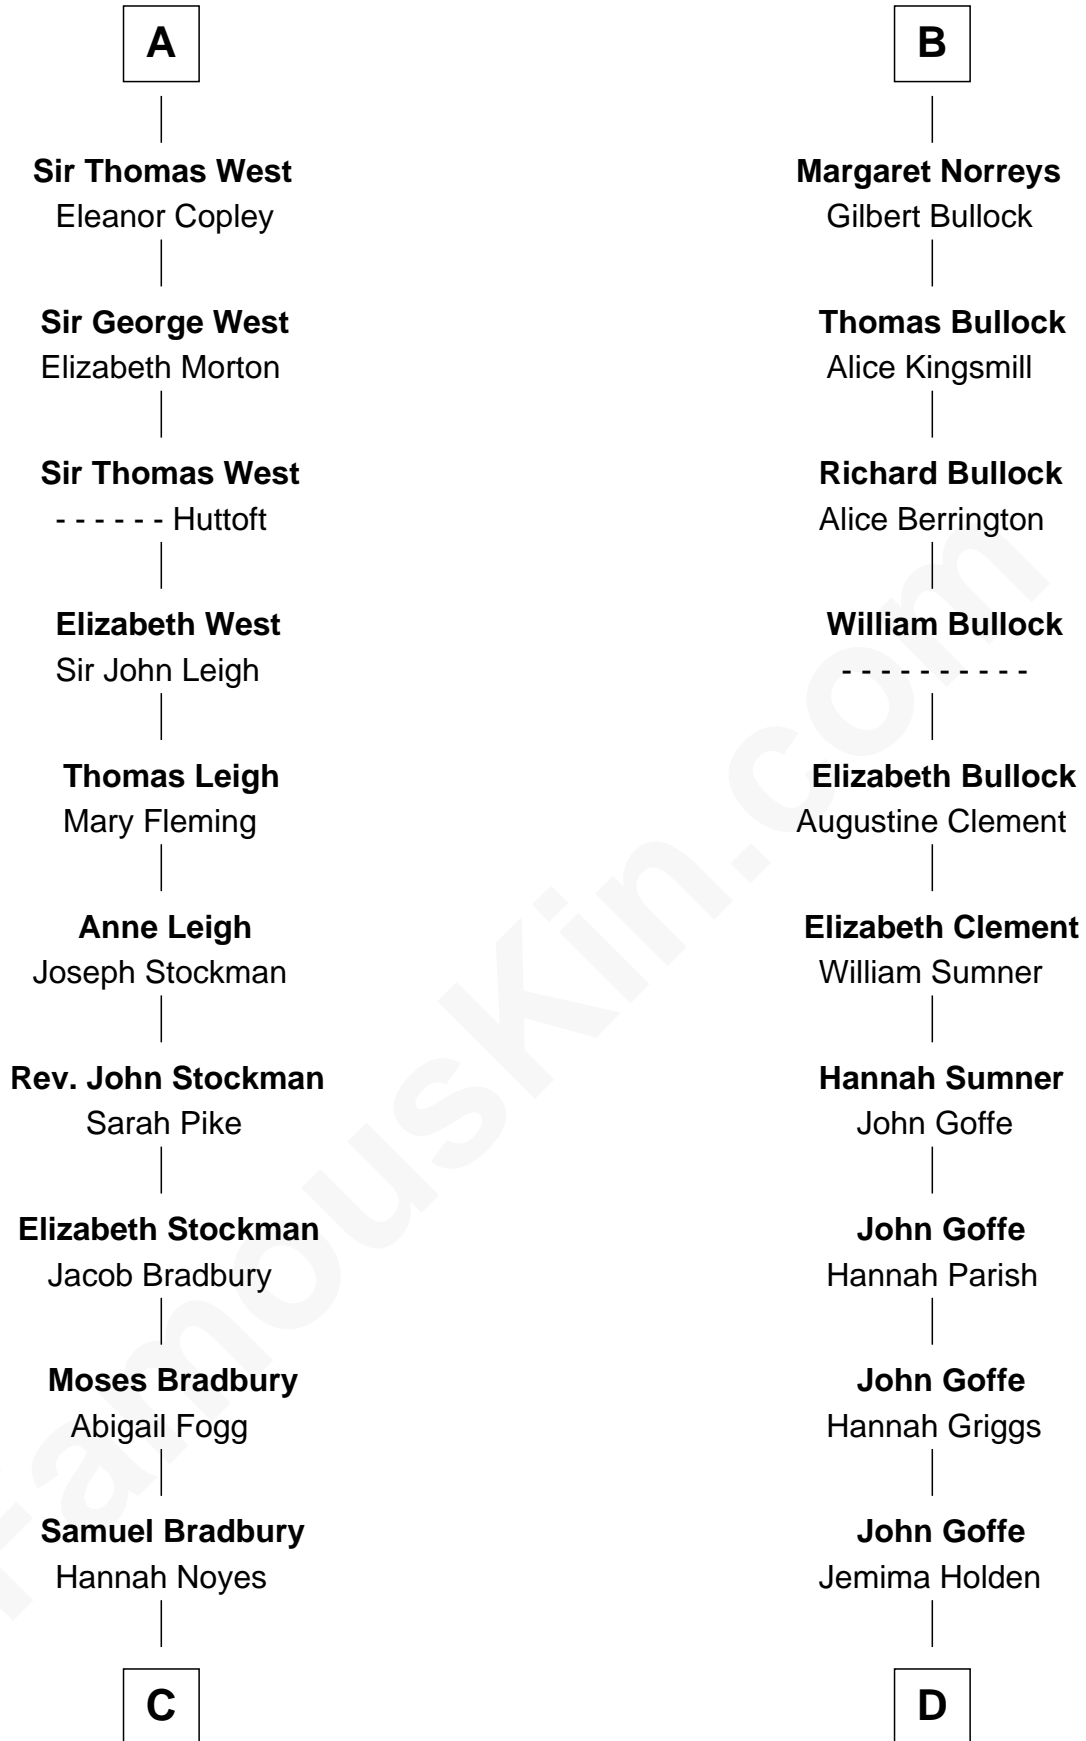 A
Sir Thomas West
Eleanor Copley
Sir George West
Elizabeth Morton
Sir Thomas West
- - - - - - Huttoft
Elizabeth West
Sir John Leigh
Thomas Leigh
Mary Fleming
Anne Leigh
Joseph Stockman
Rev. John Stockman
Sarah Pike
Elizabeth Stockman
Jacob Bradbury
Moses Bradbury
Abigail Fogg
Samuel Bradbury
Hannah Noyes
C
B
Margaret Norreys
Gilbert Bullock
Thomas Bullock
Alice Kingsmill
Richard Bullock
Alice Berrington
William Bullock
- - - - - - - - - -
Elizabeth Bullock
Augustine Clement
Elizabeth Clement
William Sumner
Hannah Sumner
John Goffe
John Goffe
Hannah Parish
John Goffe
Hannah Griggs
John Goffe
Jemima Holden
D
FamousKin.com